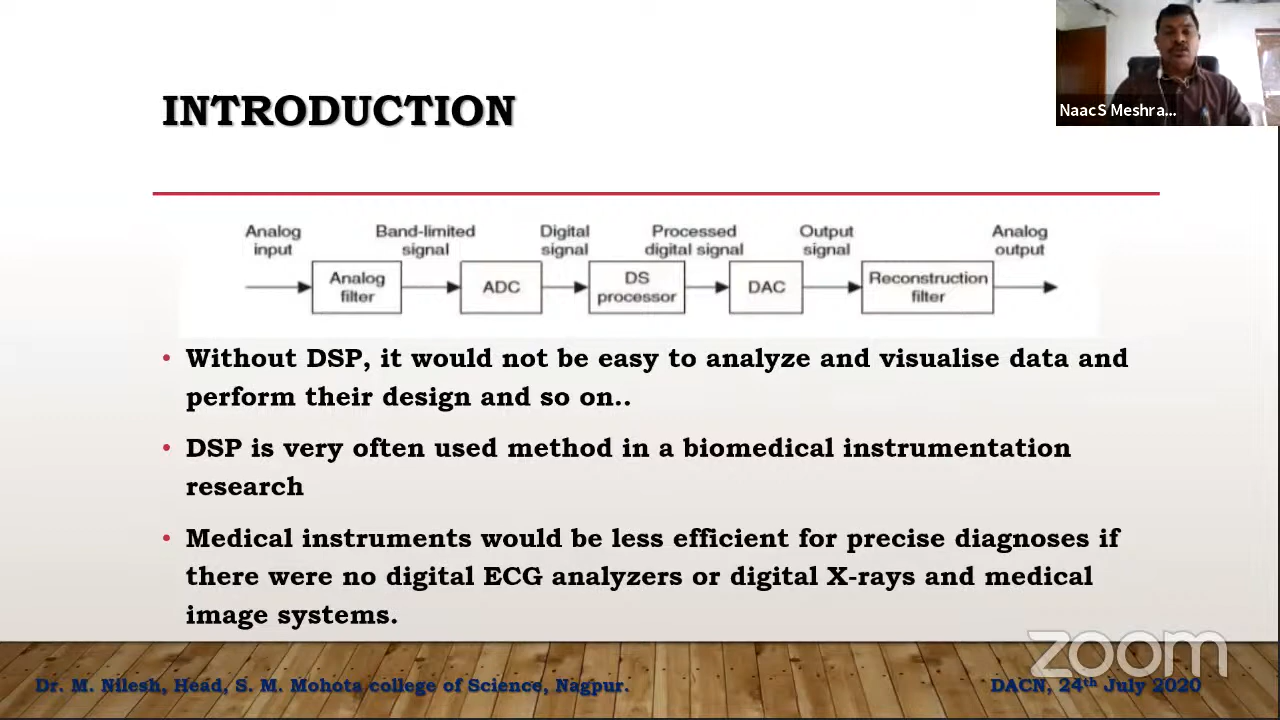 NaacS Meshra...
INTRODUCTION
Analog input
Band-limited signal
Digital signal
Processed digital signal
Output signal
Analog output
Analog filter
ADC
DS processor
DAC
Reconstruction filter
• Without DSP, it would not be easy to analyze and visualise data and
perform their design and so on..
• DSP is very often used method in a biomedical instrumentation
research
• Medical instruments would be less efficient for precise diagnoses if
there were no digital ECG analyzers or digital X-rays and medical
image systems.
zoom
Dr. M. Nilesh, Head, S. M. Mohota college of Science, Nagpur.
DACN, 24th July 2020